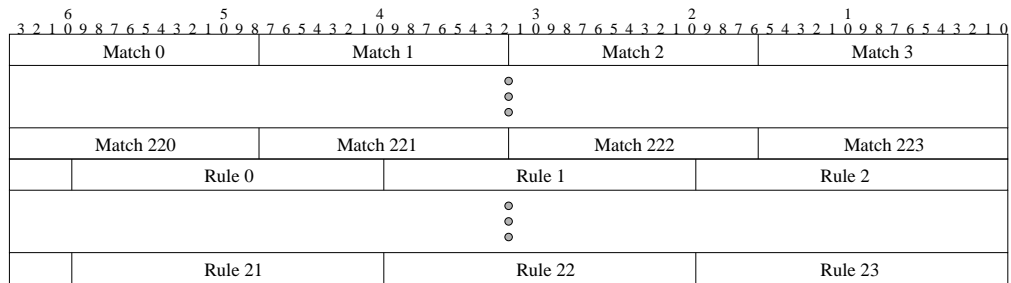 6 5 4 3 2 1
3 2 1 0 9 8 7 6 5 4 3 2 1 0 9 8 7 6 5 4 3 2 1 0 9 8 7 6 5 4 3 2 1 0 9 8 7 6 5 4 3 2 1 0 9 8 7 6 5 4 3 2 1 0 9 8 7 6 5 4 3 2 1 0
Match 0 Match 1 Match 2 Match 3
Match 220 Match 221 Match 222 Match 223
Rule 0 Rule 1 Rule 2
Rule 21 Rule 22 Rule 23